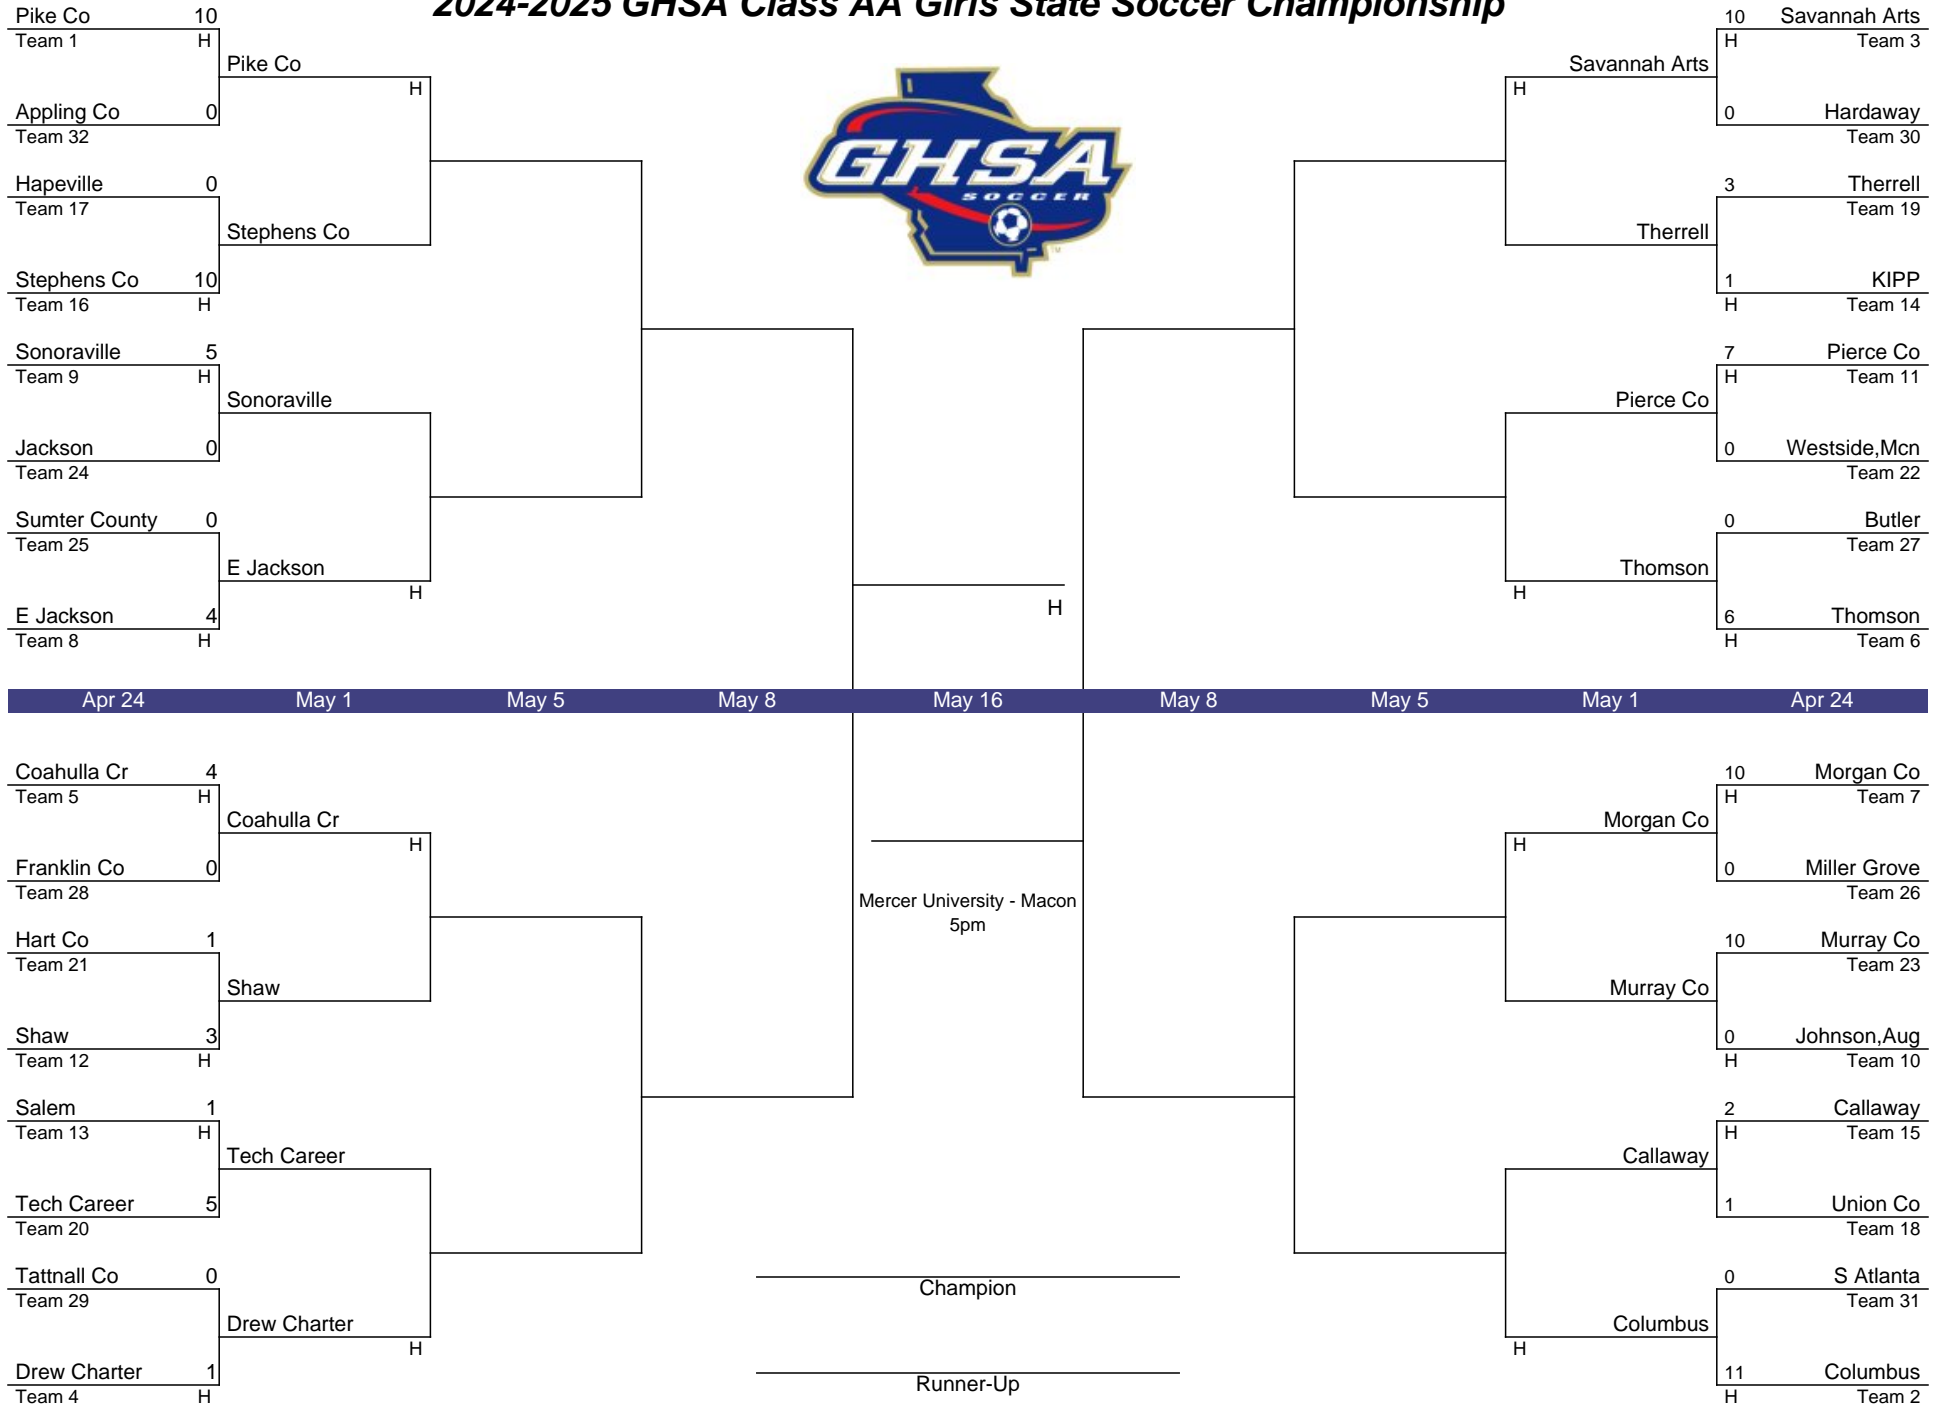 2024-2025 GHSA Class AA Girls State Soccer Championship
Pike Co 10
Team 1 H
Pike Co
H
Appling Co 0
Team 32
Hapeville 0
Team 17
Stephens Co
Stephens Co 10
Team 16 H
Sonoraville 5
Team 9 H
Sonoraville
Jackson 0
Team 24
Sumter County 0
Team 25
E Jackson
H
E Jackson 4
Team 8 H
GHSA
SOCCER
TM
10 Savannah Arts
H Team 3
Savannah Arts
H
0 Hardaway
Team 30
3 Therrell
Team 19
Therrell
1 KIPP
H Team 14
7 Pierce Co
H Team 11
Pierce Co
0 Westside,Mcn
Team 22
0 Butler
Team 27
Thomson
H
6 Thomson
H Team 6
H
Apr 24 May 1 May 5 May 8 May 16 May 8 May 5 May 1 Apr 24
Coahulla Cr 4
Team 5 H
Coahulla Cr
H
Franklin Co 0
Team 28
Hart Co 1
Team 21
Shaw
Shaw 3
Team 12 H
Salem 1
Team 13 H
Tech Career
Tech Career 5
Team 20
Tattnall Co 0
Team 29
Drew Charter
H
Drew Charter 1
Team 4 H
Mercer University - Macon
5pm
Champion
Runner-Up
10 Morgan Co
H Team 7
Morgan Co
H
0 Miller Grove
Team 26
10 Murray Co
Team 23
Murray Co
0 Johnson,Aug
H Team 10
2 Callaway
H Team 15
Callaway
1 Union Co
Team 18
0 S Atlanta
Team 31
Columbus
H
11 Columbus
H Team 2